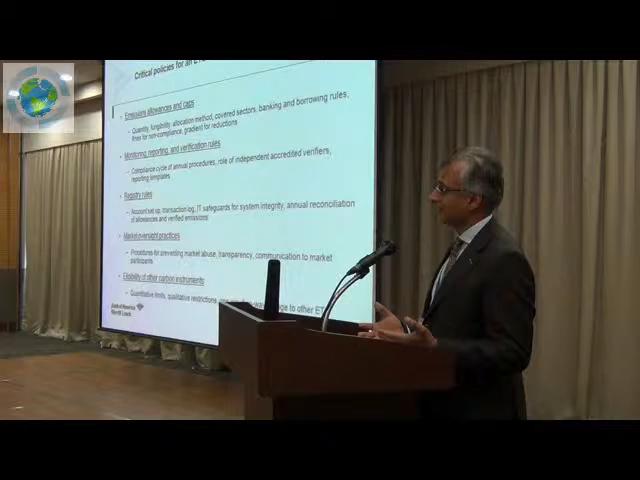 Critical policies for an ETS
Emissions allowances and caps
– Quantity, fungibility, allocation method, covered sectors, banking and borrowing rules,
fines for non-compliance, gradient for reductions
Monitoring, reporting, and verification rules
– Compliance cycle of annual procedures, role of independent accredited verifiers,
reporting templates
Registry rules
– Account set up, transaction log, IT safeguards for system integrity, annual reconciliation
of allowances and verified emissions
Market oversight practices
– Procedures for preventing market abuse, transparency, communication to market
participants
Eligibility of other carbon instruments
– Quantitative limits, qualitative restrictions, to other
Bank of America
Merrill Lynch